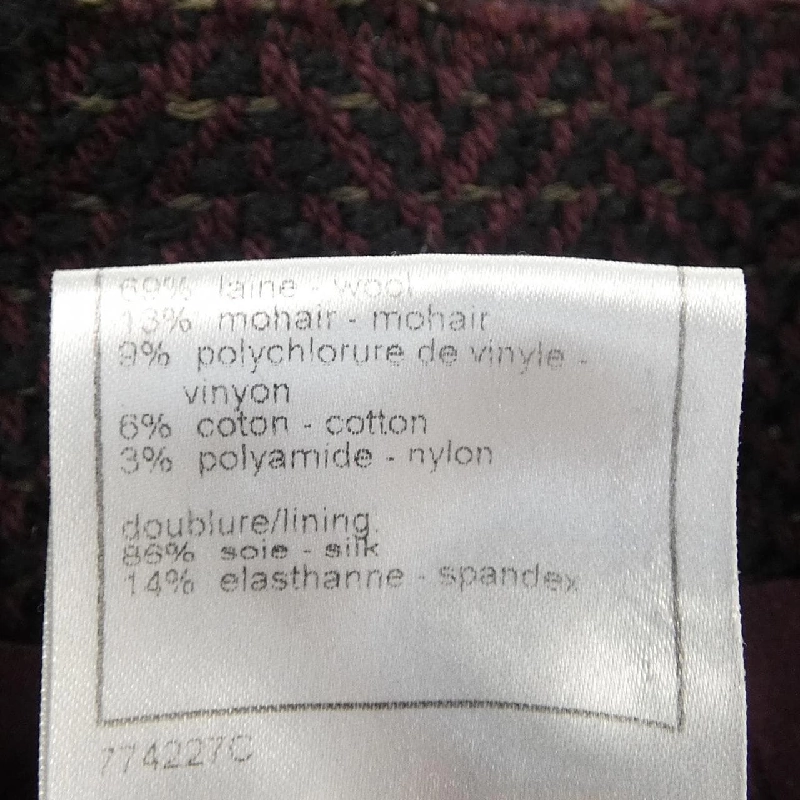 69% laine - wool
13% mohair - mohair
9% polychlorure de vinyle -
vinyon
6% coton - cotton
3% polyamide - nylon
doublure/lining:
86% soie - silk
14% elasthanne - spandex
774227C